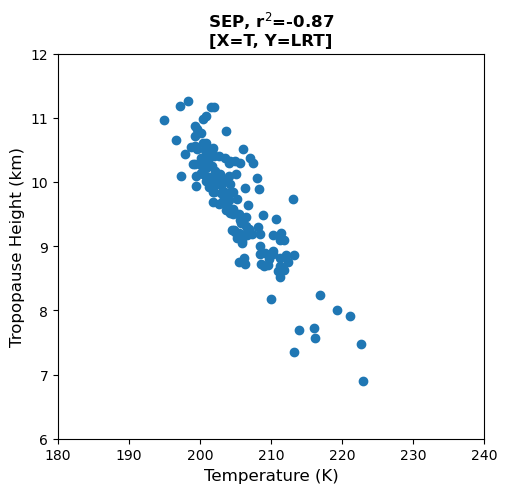 SEP, r²=-0.87
[X=T, Y=LRT]
12
11
10
9
8
7
6
Tropopause Height (km)
180 190 200 210 220 230 240
Temperature (K)